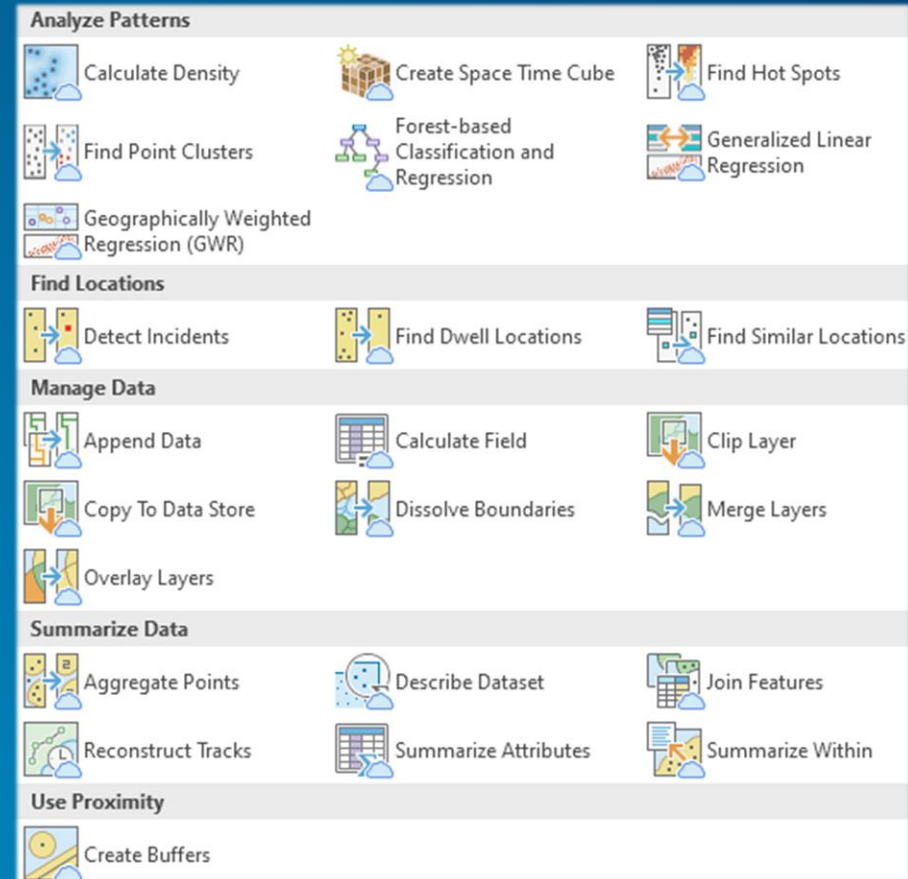 Analyze Patterns
Calculate Density
Create Space Time Cube
Find Hot Spots
Find Point Clusters
Forest-based
Classification and
Regression
Generalized Linear
Regression
Geographically Weighted
Regression (GWR)
Find Locations
Detect Incidents
Find Dwell Locations
Find Similar Locations
Manage Data
Append Data
Calculate Field
Clip Layer
Copy To Data Store
Dissolve Boundaries
Merge Layers
Overlay Layers
Summarize Data
Aggregate Points
Describe Dataset
Join Features
Reconstruct Tracks
Summarize Attributes
Summarize Within
Use Proximity
Create Buffers